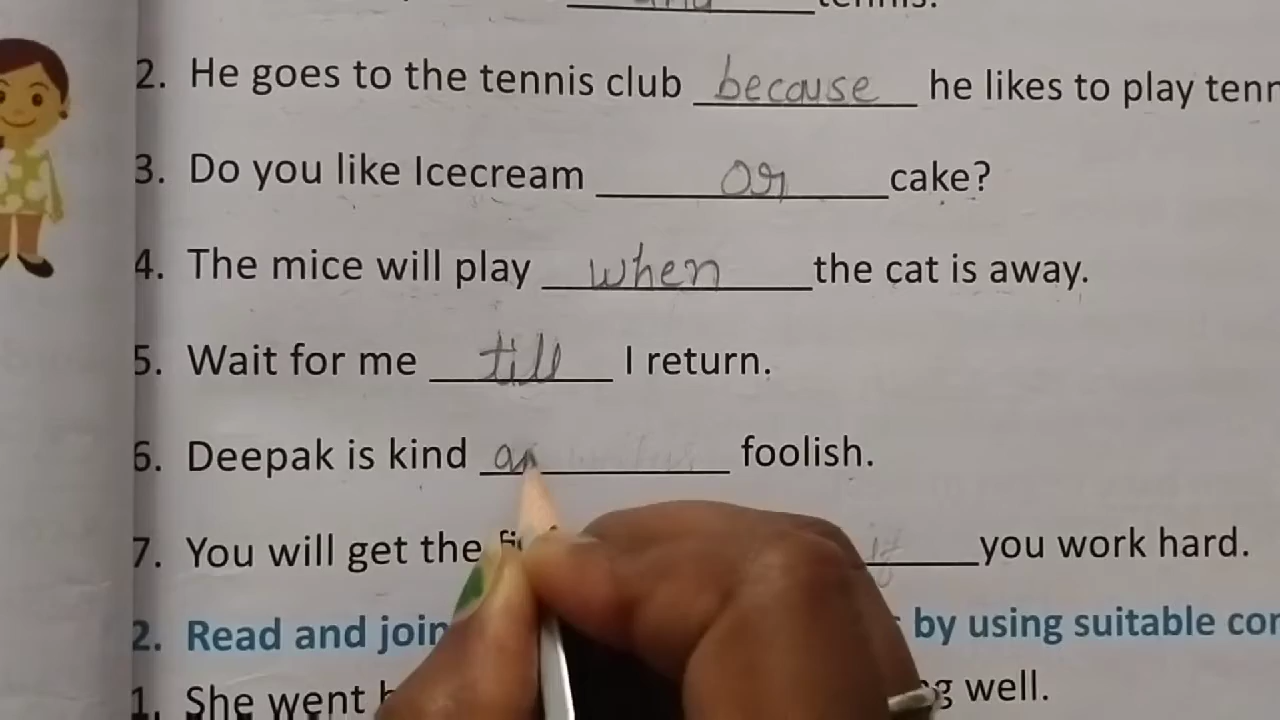 tennis.
2. He goes to the tennis club because he likes to play tenn
3. Do you like Icecream or cake?
4. The mice will play when the cat is away.
5. Wait for me till I return.
6. Deepak is kind an foolish.
7. You will get the if you work hard.
2. Read and join by using suitable con
1. She went g well.